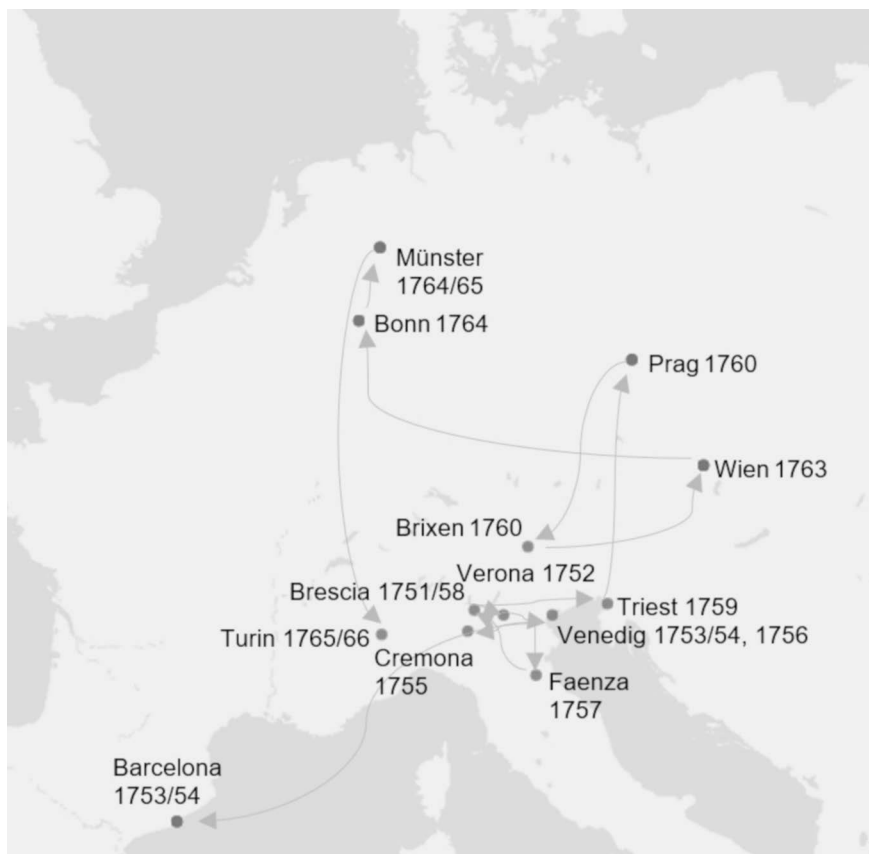 Münster
1764/65
Bonn 1764
Prag 1760
Wien 1763
Brixen 1760
Verona 1752
Brescia 1751/58
Triest 1759
Turin 1765/66
Venedig 1753/54, 1756
Cremona
1755
Faenza
1757
Barcelona
1753/54